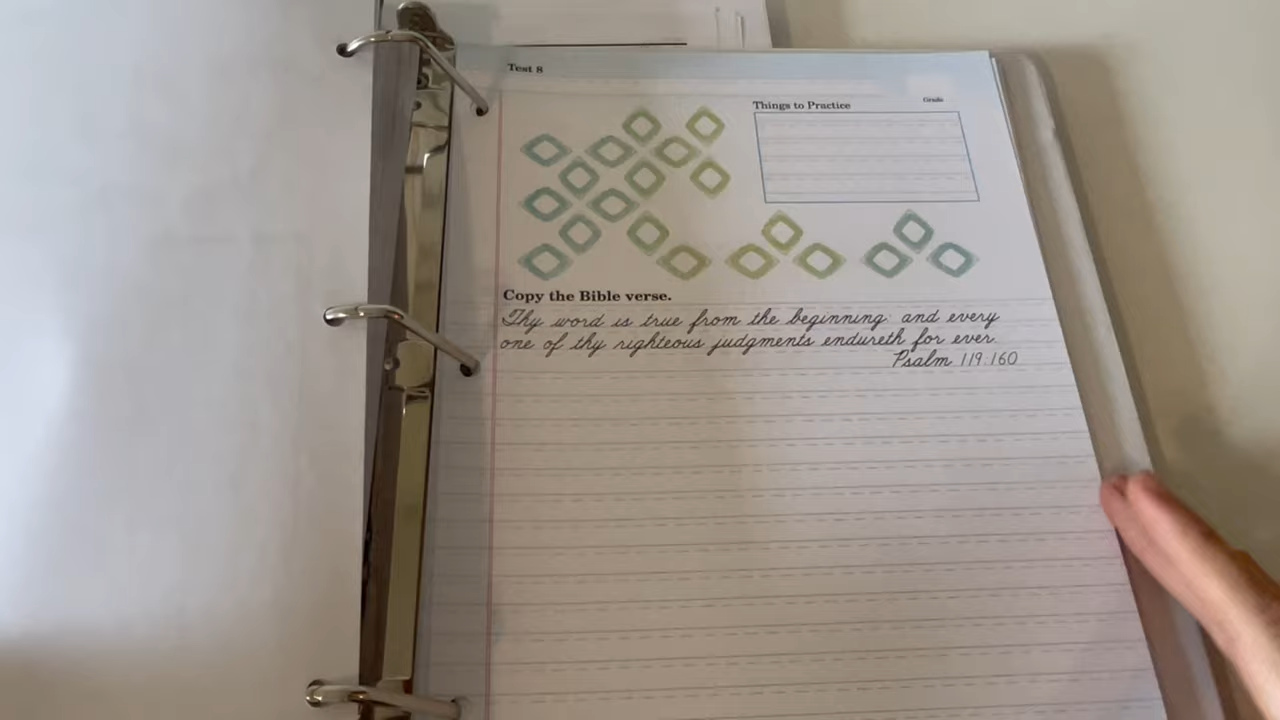 Test 8
Things to Practice
Grade
Copy the Bible verse.
Thy word is true from the beginning: and every
one of thy righteous judgments endureth for ever.
Psalm 119:160